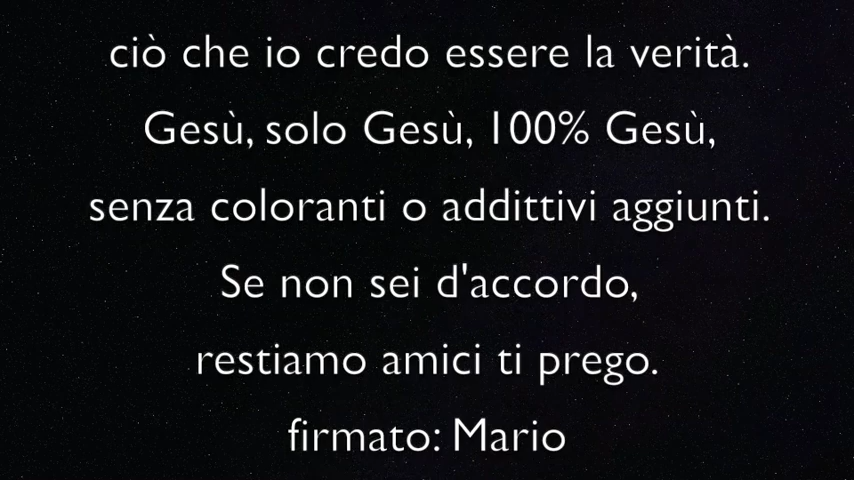 ciò che io credo essere la verità.
Gesù, solo Gesù, 100% Gesù,
senza coloranti o addittivi aggiunti.
Se non sei d'accordo,
restiamo amici ti prego.
firmato: Mario